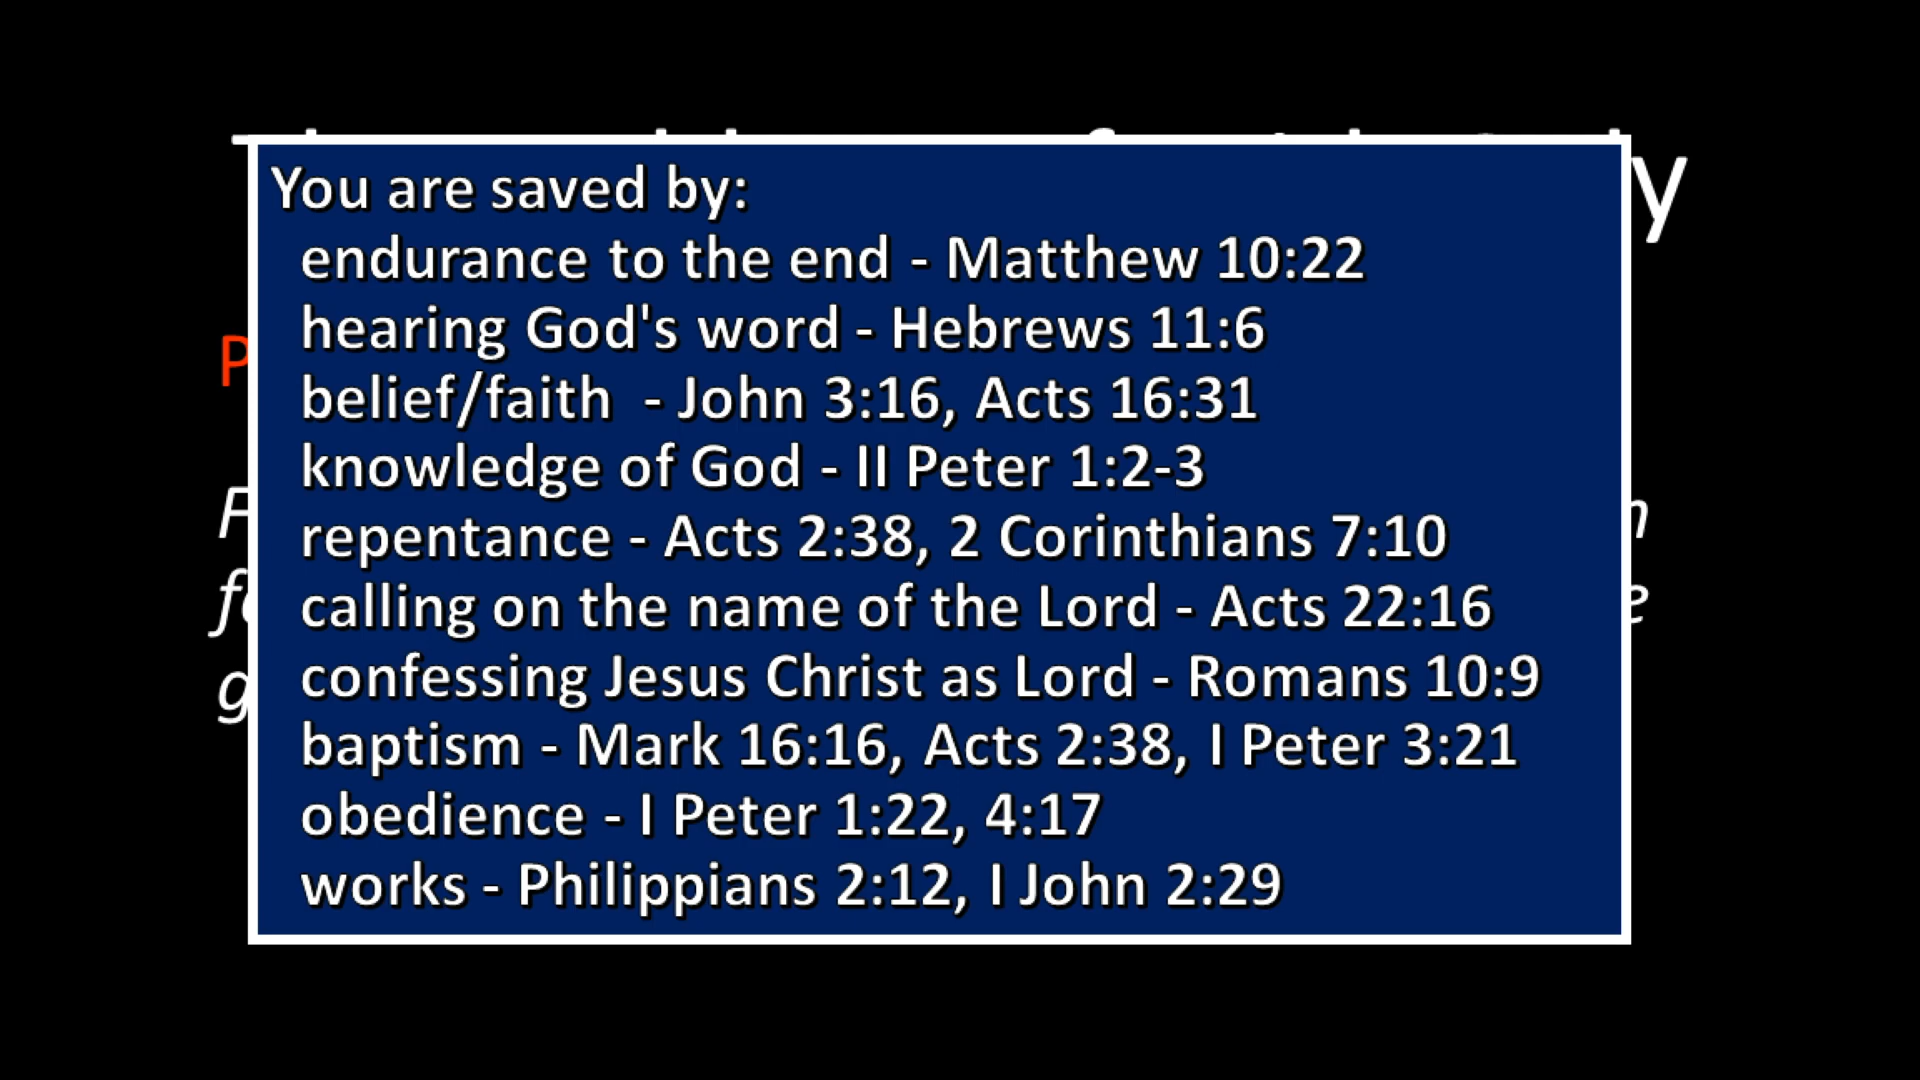 You are saved by:
endurance to the end - Matthew 10:22
hearing God's word - Hebrews 11:6
belief/faith - John 3:16, Acts 16:31
knowledge of God - II Peter 1:2-3
repentance - Acts 2:38, 2 Corinthians 7:10
calling on the name of the Lord - Acts 22:16
confessing Jesus Christ as Lord - Romans 10:9
baptism - Mark 16:16, Acts 2:38, I Peter 3:21
obedience - I Peter 1:22, 4:17
works - Philippians 2:12, I John 2:29